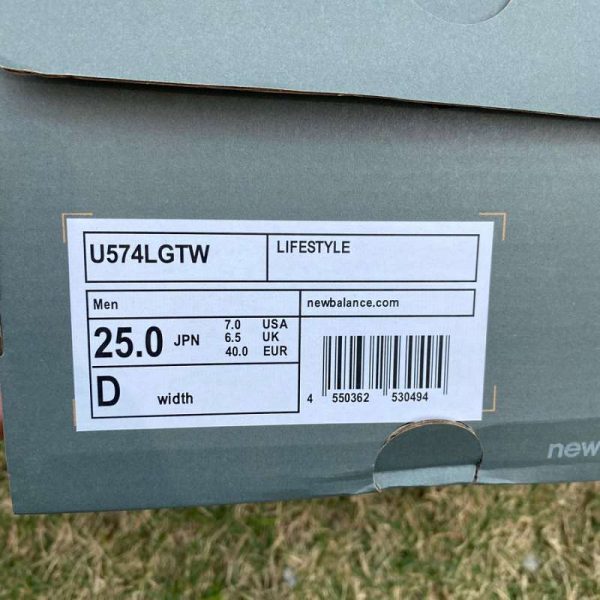 U574LGTW
LIFESTYLE
Men
newbalance.com
25.0 JPN
7.0 USA
6.5 UK
40.0 EUR
D width
4 550362 530494
new